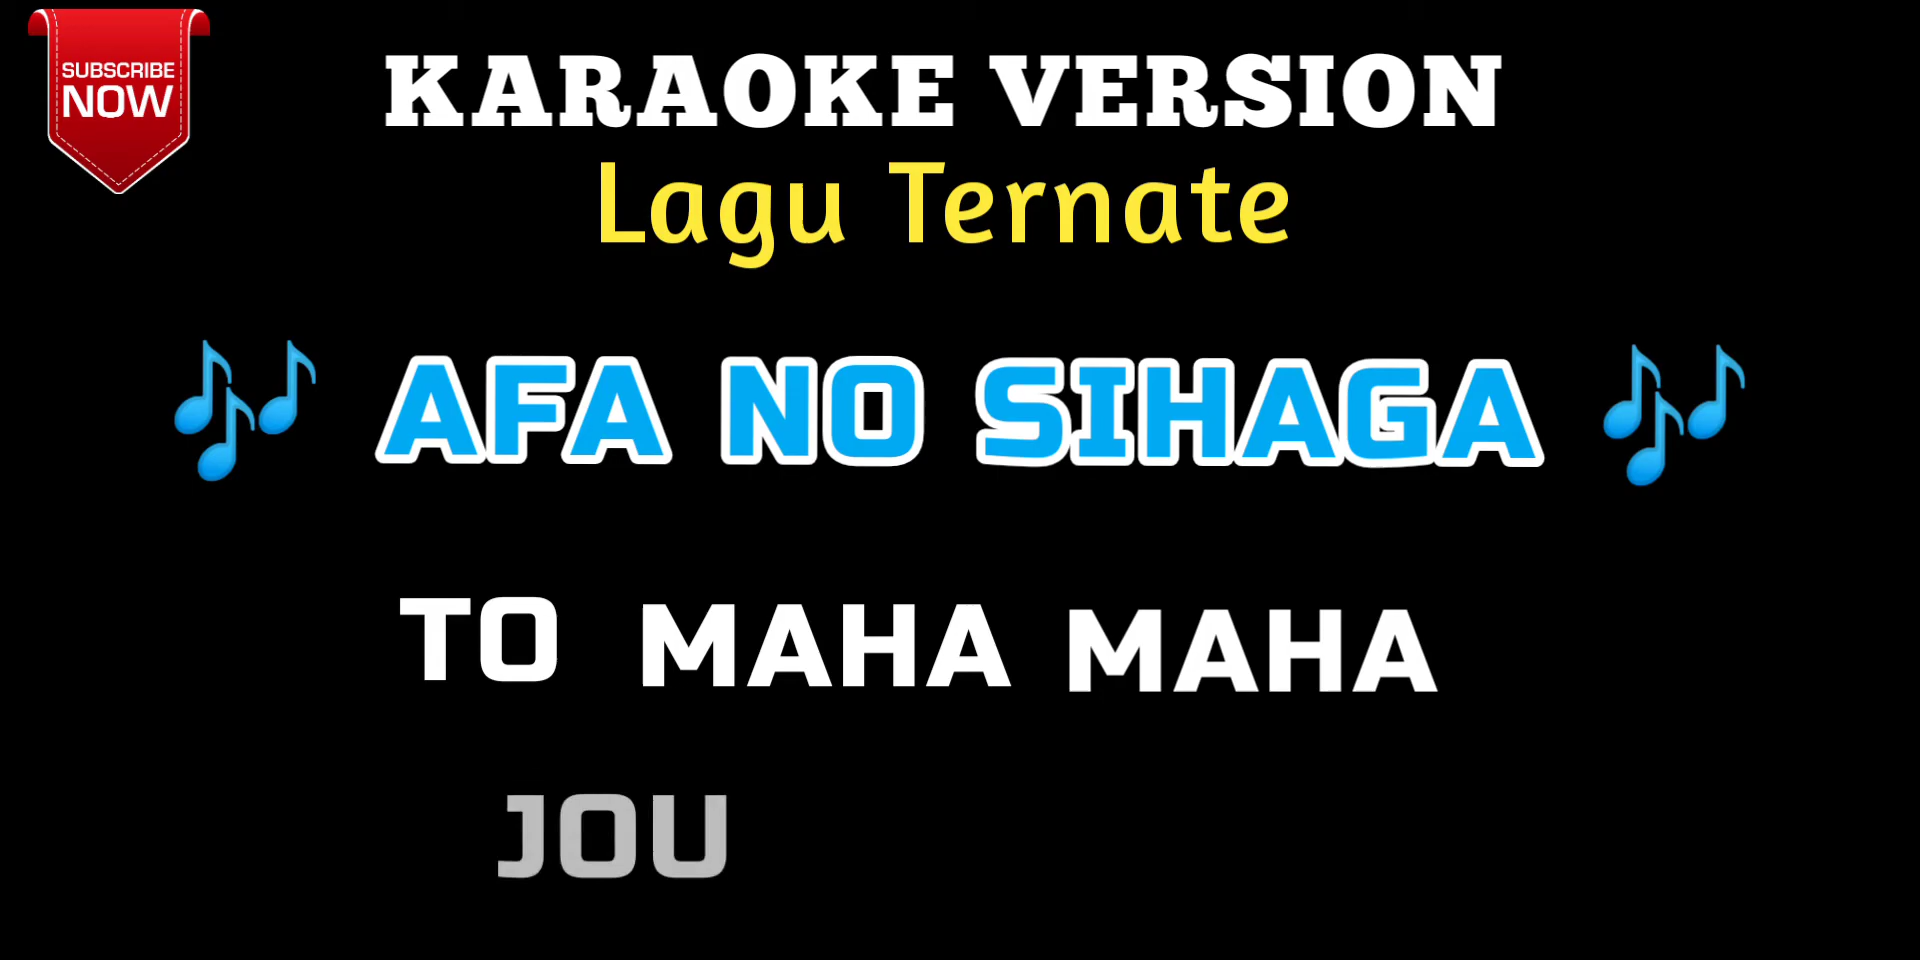 SUBSCRIBE
NOW
KARAOKE VERSION
Lagu Ternate
AFA NO SIHAGA
TO MAHA MAHA
JOU